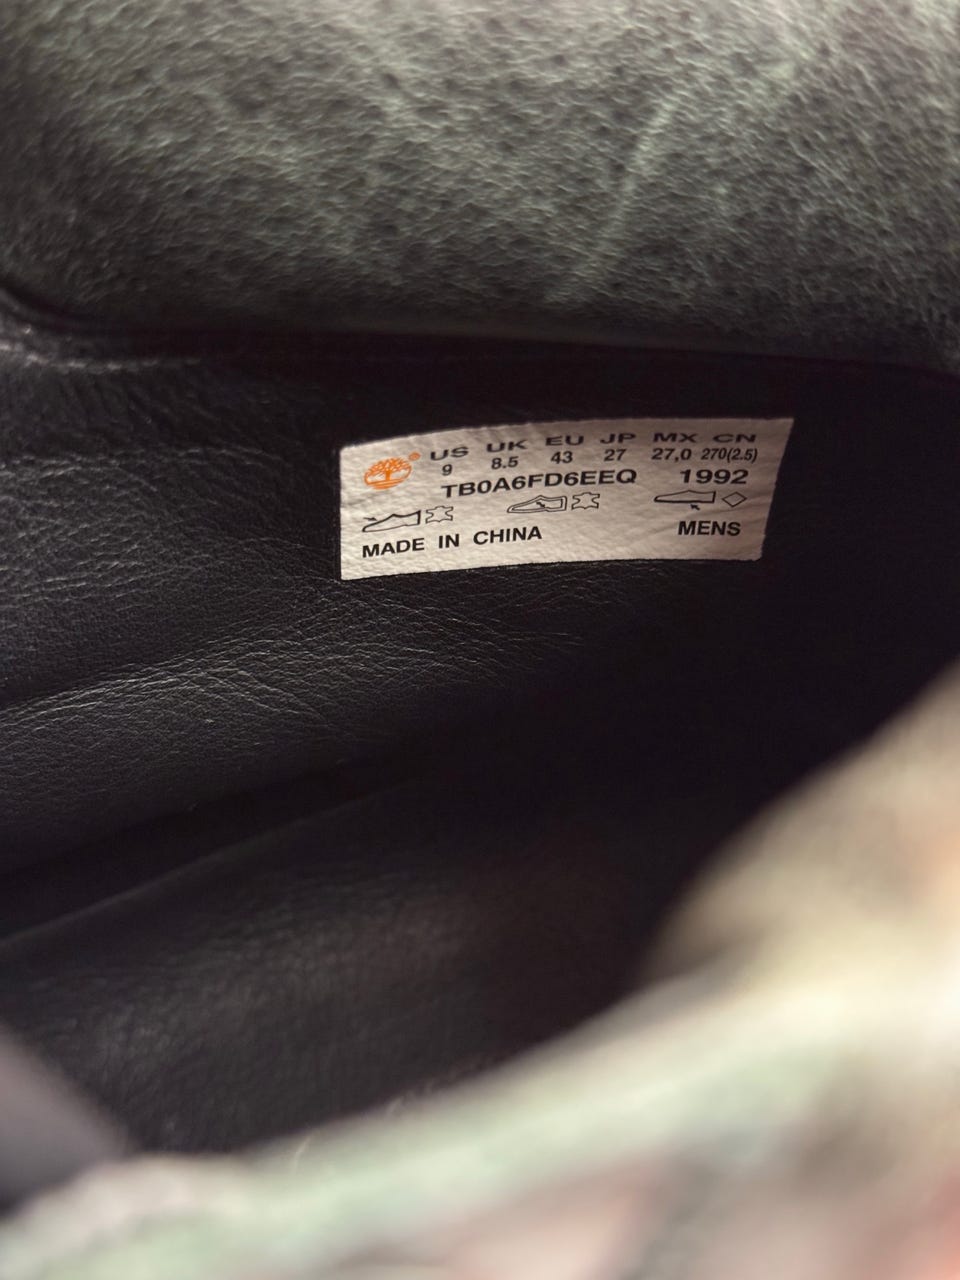 US UK EU JP MX CN
9 8.5 43 27 27,0 270(2.5)
TB0A6FD6EEQ 1992
MADE IN CHINA MENS